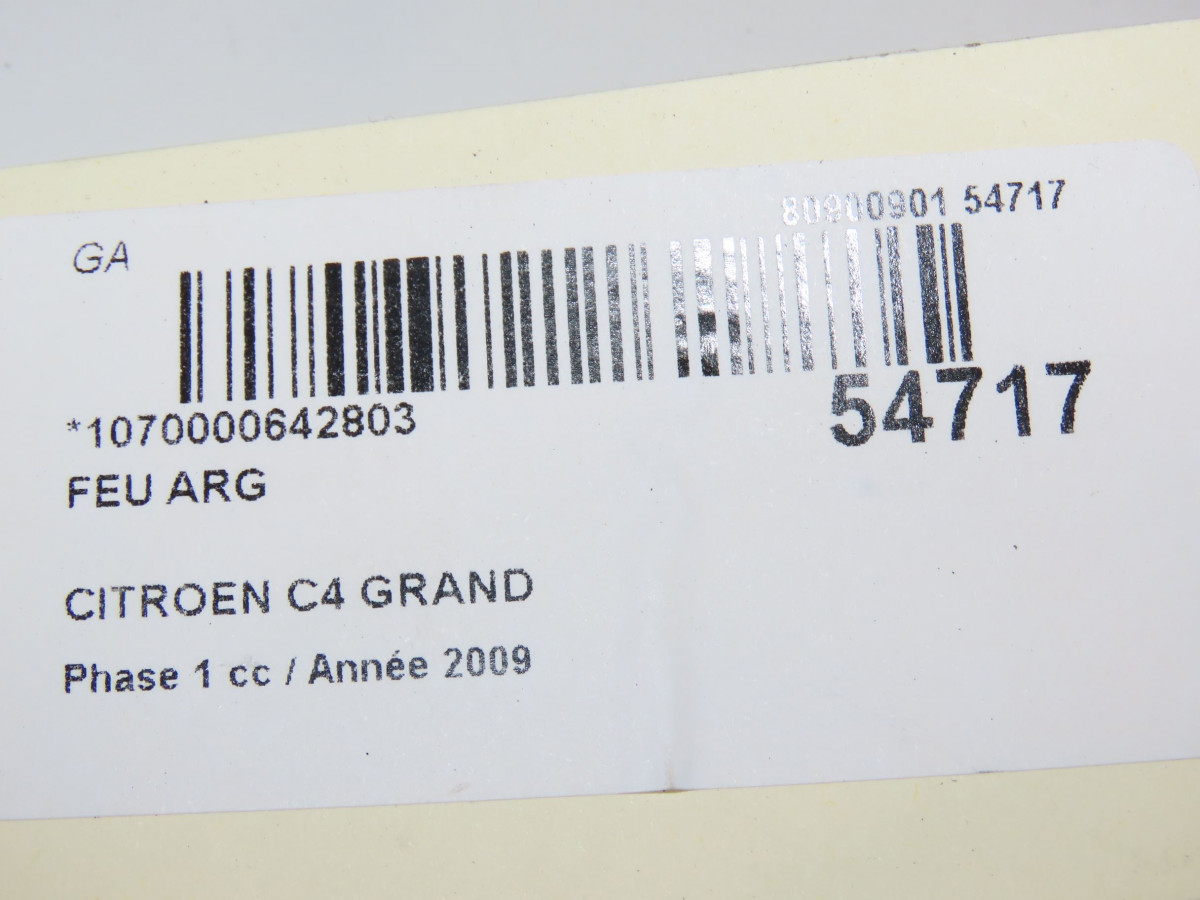 80900901 54717
GA
54717
*1070000642803
FEU ARG
CITROEN C4 GRAND
Phase 1 cc / Année 2009